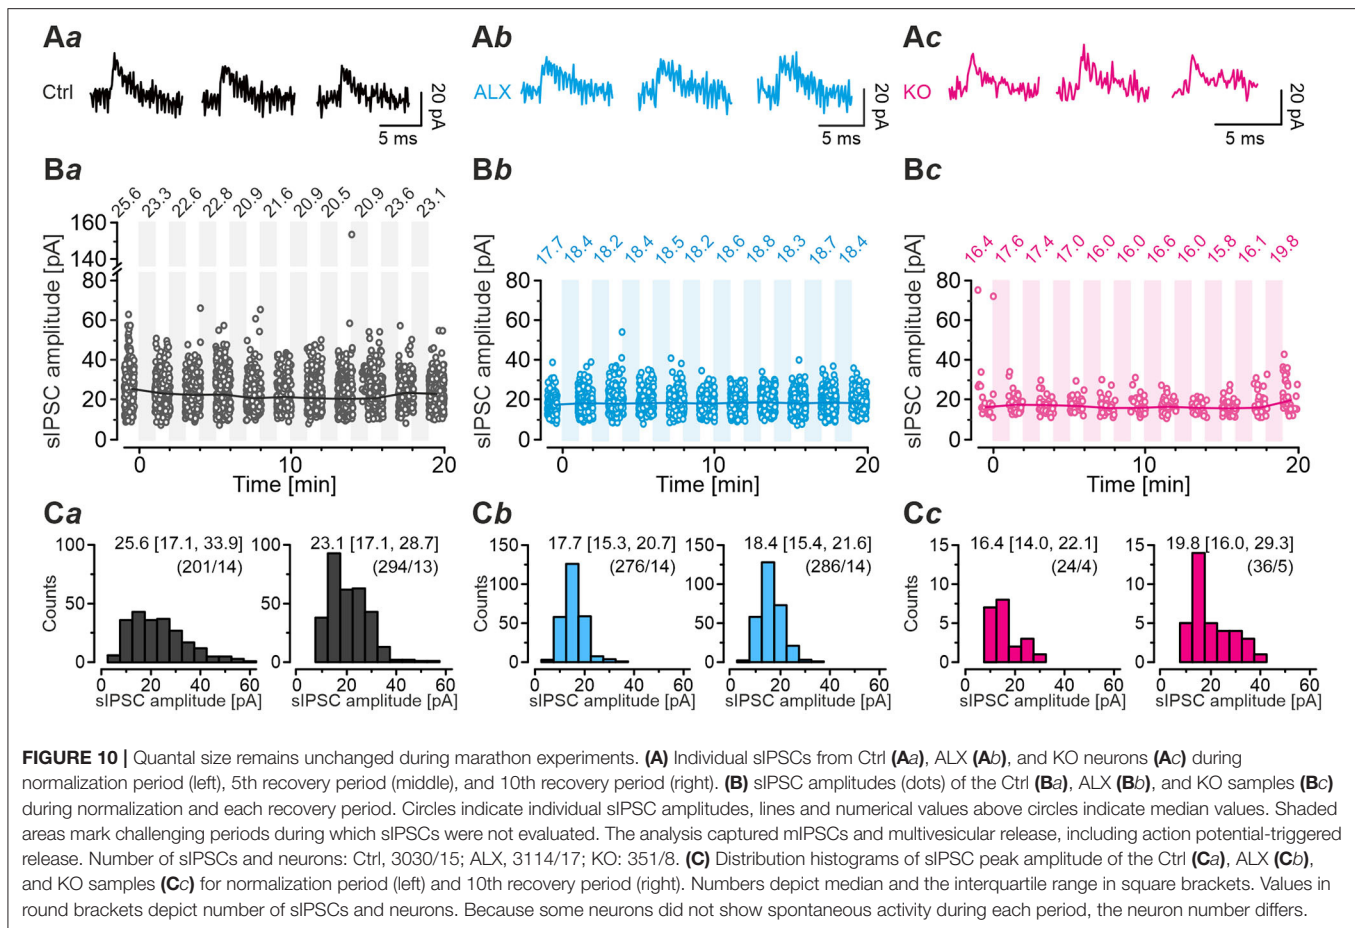 Aa
Ab
Ac
Ctrl
ALX
KO
20 pA
20 pA
20 pA
5 ms
5 ms
5 ms
Ba
Bb
Bc
25.6 23.3 22.6 22.8 20.9 21.6 20.9 20.5 20.9 23.6 23.1
17.7 18.4 18.2 18.4 18.5 18.2 18.6 18.8 18.3 18.7 18.4
16.4 17.6 17.4 17.0 16.0 16.0 16.6 16.0 15.8 16.1 19.8
sIPSC amplitude [pA]
160
140
80
60
40
20
0
0 10 20
Time [min]
sIPSC amplitude [pA]
80
60
40
20
0
0 10 20
Time [min]
sIPSC amplitude [pA]
80
60
40
20
0
0 10 20
Time [min]
Ca
Cb
Cc
Counts
100
50
0
25.6 [17.1, 33.9]
(201/14)
20 40 60
sIPSC amplitude [pA]
100
50
0
23.1 [17.1, 28.7]
(294/13)
20 40 60
sIPSC amplitude [pA]
Counts
150
100
50
0
17.7 [15.3, 20.7]
(276/14)
20 40 60
sIPSC amplitude [pA]
150
100
50
0
18.4 [15.4, 21.6]
(286/14)
20 40 60
sIPSC amplitude [pA]
Counts
15
10
5
0
16.4 [14.0, 22.1]
(24/4)
20 40 60
sIPSC amplitude [pA]
15
10
5
0
19.8 [16.0, 29.3]
(36/5)
20 40 60
sIPSC amplitude [pA]
FIGURE 10 | Quantal size remains unchanged during marathon experiments. (A) Individual sIPSCs from Ctrl (Aa), ALX (Ab), and KO neurons (Ac) during
normalization period (left), 5th recovery period (middle), and 10th recovery period (right). (B) sIPSC amplitudes (dots) of the Ctrl (Ba), ALX (Bb), and KO samples (Bc)
during normalization and each recovery period. Circles indicate individual sIPSC amplitudes, lines and numerical values above circles indicate median values. Shaded
areas mark challenging periods during which sIPSCs were not evaluated. The analysis captured mIPSCs and multivesicular release, including action potential-triggered
release. Number of sIPSCs and neurons: Ctrl, 3030/15; ALX, 3114/17; KO: 351/8. (C) Distribution histograms of sIPSC peak amplitude of the Ctrl (Ca), ALX (Cb),
and KO samples (Cc) for normalization period (left) and 10th recovery period (right). Numbers depict median and the interquartile range in square brackets. Values in
round brackets depict number of sIPSCs and neurons. Because some neurons did not show spontaneous activity during each period, the neuron number differs.